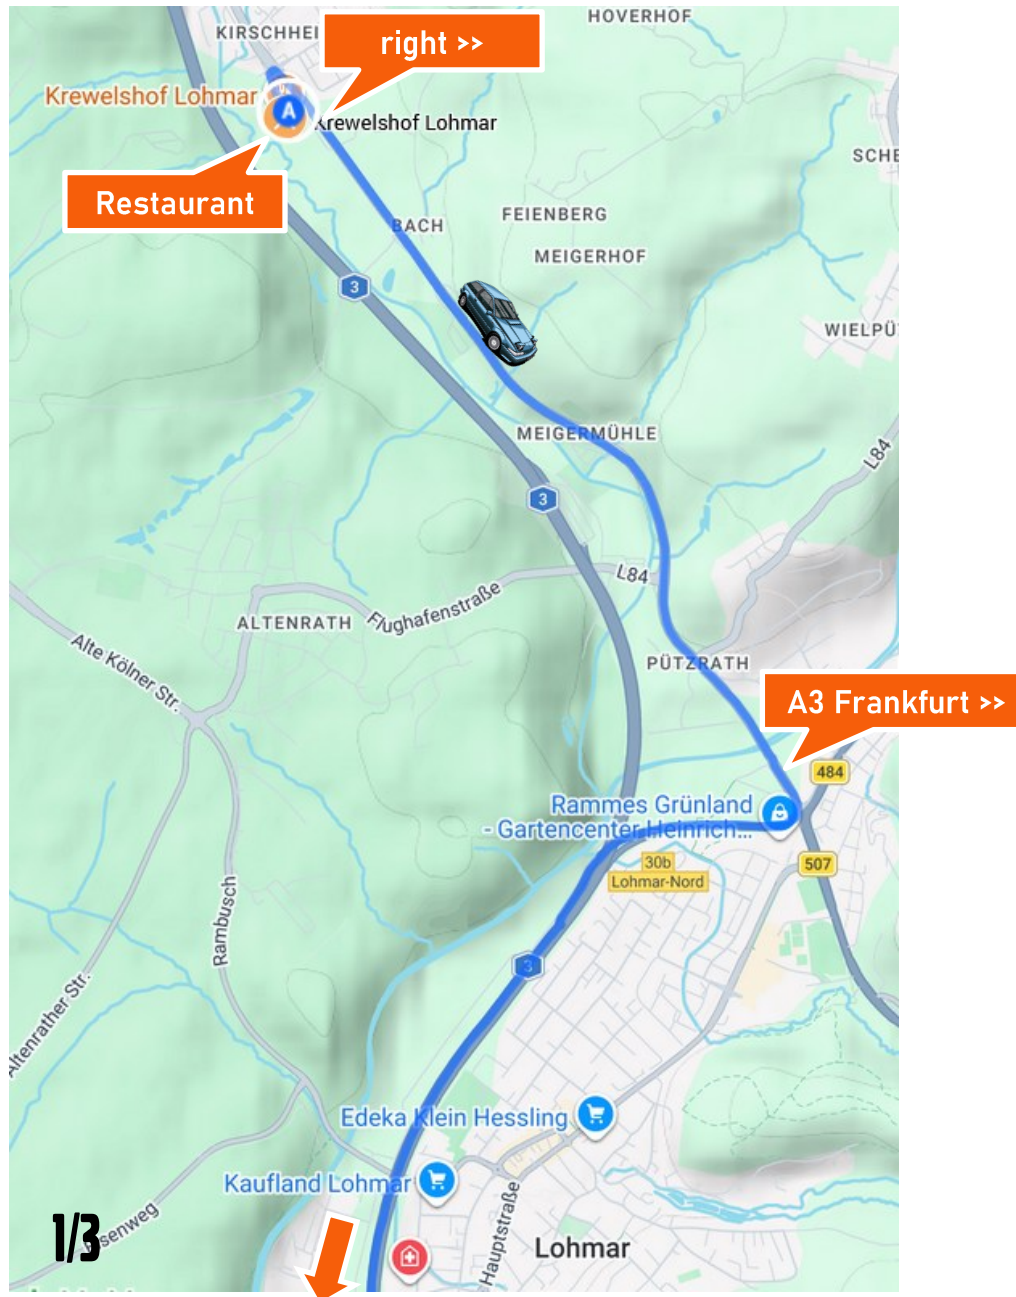 HOVERHOF
KIRSCHHEI
right >>
Krewelshof Lohmar
A
Krewelshof Lohmar
SCHE
Restaurant
BACH
FEIENBERG
MEIGERHOF
3
WIELPÜ
MEIGERMÜHLE
L84
3
L84
Flughafenstraße
ALTENRATH
Alte Kölner Str.
PÜTZRATH
A3 Frankfurt >>
484
Rammes Grünland
- Gartencenter Heinrich...
30b
Lohmar-Nord
507
Rambusch
3
Altenrather Str.
Edeka Klein Hessling
Kaufland Lohmar
Hauptstraße
1/3
senweg
Lohmar